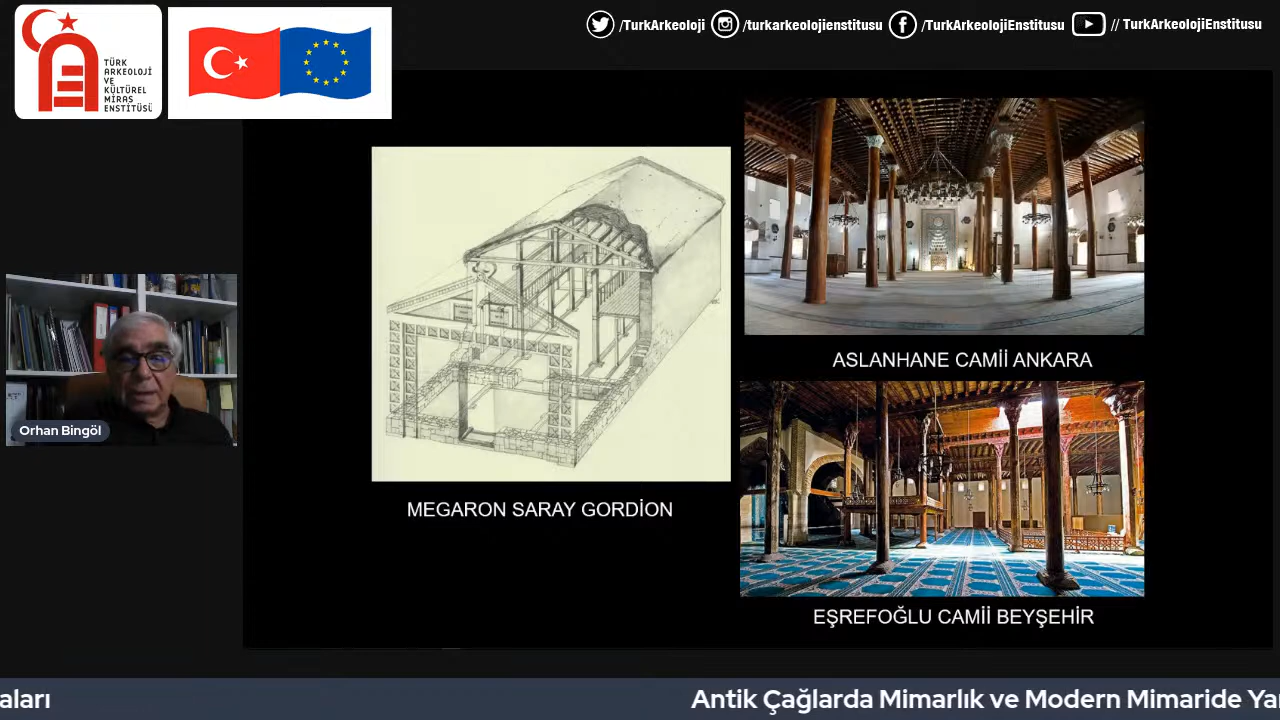 TÜRK
ARKEOLOJİ
VE
KÜLTÜREL
MİRAS
ENSTİTÜSÜ
/TurkArkeoloji
/turkarkeolojienstitusu
/TurkArkeolojiEnstitusu
// TurkArkeolojiEnstitusu
ASLANHANE CAMİİ ANKARA
Orhan Bingöl
MEGARON SARAY GORDİON
EŞREFOĞLU CAMİİ BEYŞEHİR
aları
Antik Çağlarda Mimarlık ve Modern Mimaride Yan